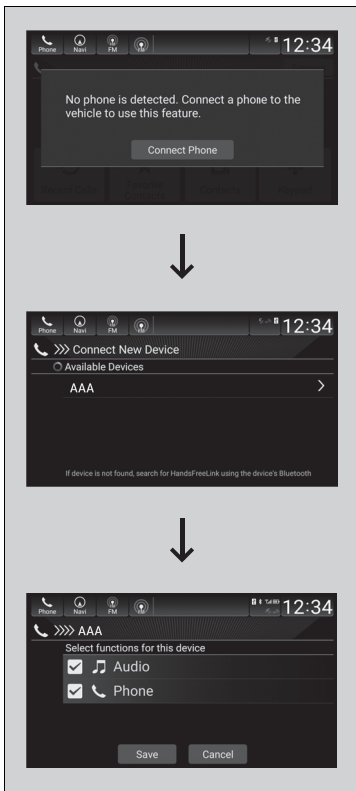 Phone Navi FM 12:34
No phone is detected. Connect a phone to the
vehicle to use this feature.
Connect Phone
Phone Navi FM 12:34
Connect New Device
Available Devices
AAA
If device is not found, search for HandsFreeLink using the device's Bluetooth
Phone Navi FM 12:34
AAA
Select functions for this device
Audio
Phone
Save Cancel